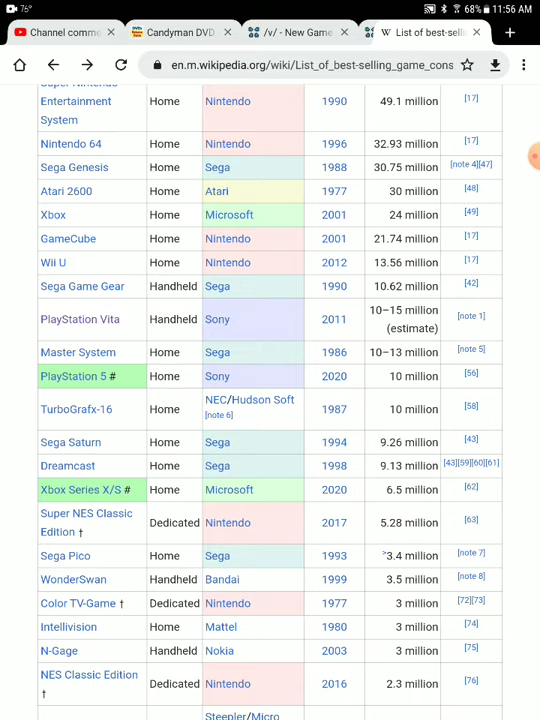 76° 68% 11:56 AM
Channel comme Candyman DVD /v/ - New Game W List of best-selli
en.m.wikipedia.org/wiki/List_of_best-selling_game_cons
Super Nintendo
Entertainment
System Home Nintendo 1990 49.1 million [17]
Nintendo 64 Home Nintendo 1996 32.93 million [17]
Sega Genesis Home Sega 1988 30.75 million [note 4][47]
Atari 2600 Home Atari 1977 30 million [48]
Xbox Home Microsoft 2001 24 million [49]
GameCube Home Nintendo 2001 21.74 million [17]
Wii U Home Nintendo 2012 13.56 million [17]
Sega Game Gear Handheld Sega 1990 10.62 million [42]
PlayStation Vita Handheld Sony 2011 10–15 million
(estimate) [note 1]
Master System Home Sega 1986 10–13 million [note 5]
PlayStation 5 # Home Sony 2020 10 million [56]
TurboGrafx-16 Home NEC/Hudson Soft
[note 6] 1987 10 million [58]
Sega Saturn Home Sega 1994 9.26 million [43]
Dreamcast Home Sega 1998 9.13 million [43][59][60][61]
Xbox Series X/S # Home Microsoft 2020 6.5 million [62]
Super NES Classic
Edition † Dedicated Nintendo 2017 5.28 million [63]
Sega Pico Home Sega 1993 >3.4 million [note 7]
WonderSwan Handheld Bandai 1999 3.5 million [note 8]
Color TV-Game † Dedicated Nintendo 1977 3 million [72][73]
Intellivision Home Mattel 1980 3 million [74]
N-Gage Handheld Nokia 2003 3 million [75]
NES Classic Edition
† Dedicated Nintendo 2016 2.3 million [76]
Steepler/Micro